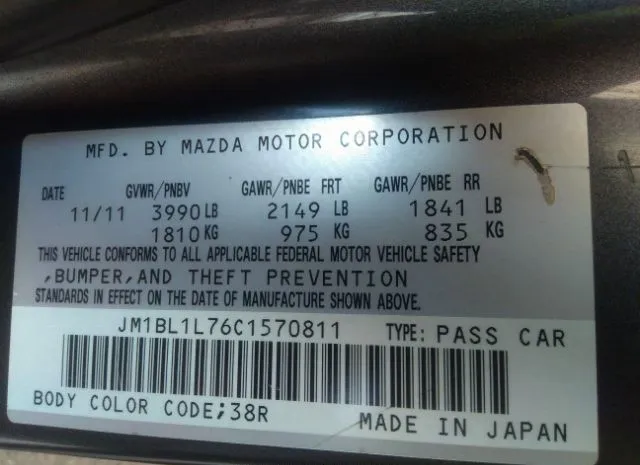 MFD. BY MAZDA MOTOR CORPORATION
DATE GVWR/PNBV GAWR/PNBE FRT GAWR/PNBE RR
11/11 3990 LB 2149 LB 1841 LB
1810 KG 975 KG 835 KG
THIS VEHICLE CONFORMS TO ALL APPLICABLE FEDERAL MOTOR VEHICLE SAFETY
,BUMPER,AND THEFT PREVENTION
STANDARDS IN EFFECT ON THE DATE OF MANUFACTURE SHOWN ABOVE.
JM1BL1L76C1570811 TYPE: PASS CAR
BODY COLOR CODE;38R MADE IN JAPAN